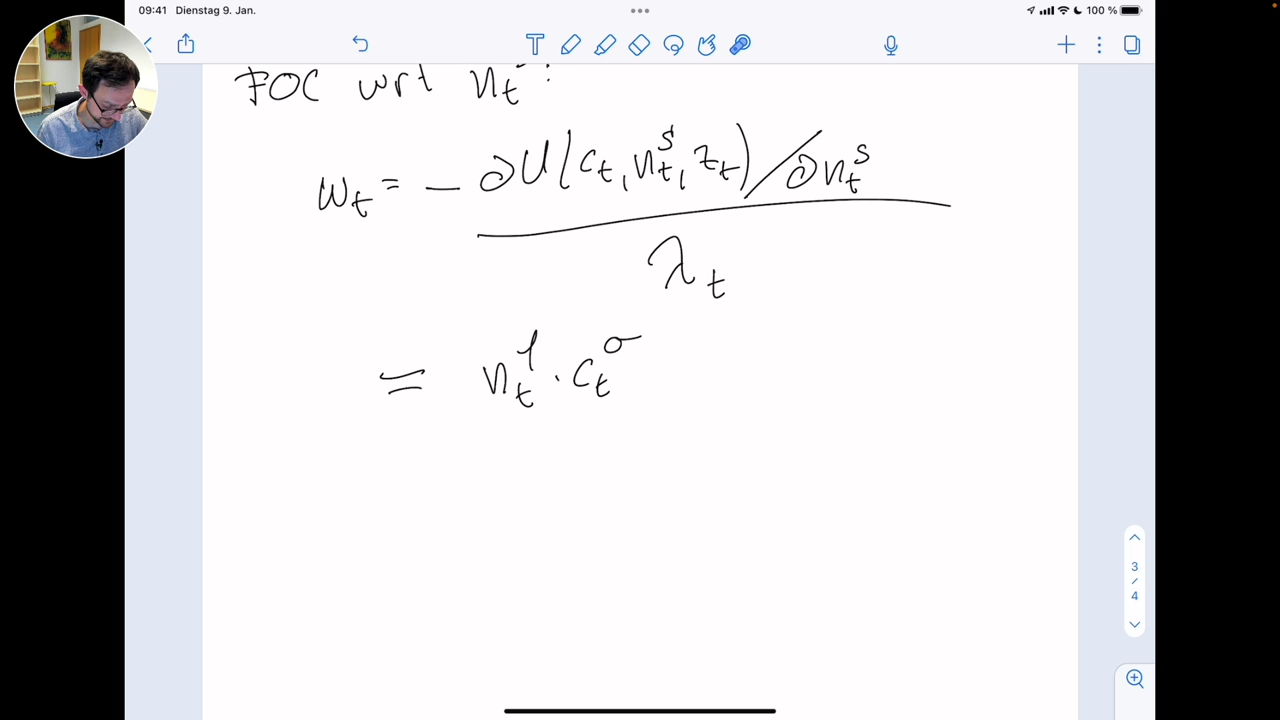 09:41 Dienstag 9. Jan.
100 %
FOC wrt n_t^s:
w_t = − ∂U(c_t, n_t^s, z_t)/∂n_t^s
λ_t
= n_t^φ · c_t^σ
3
/
4